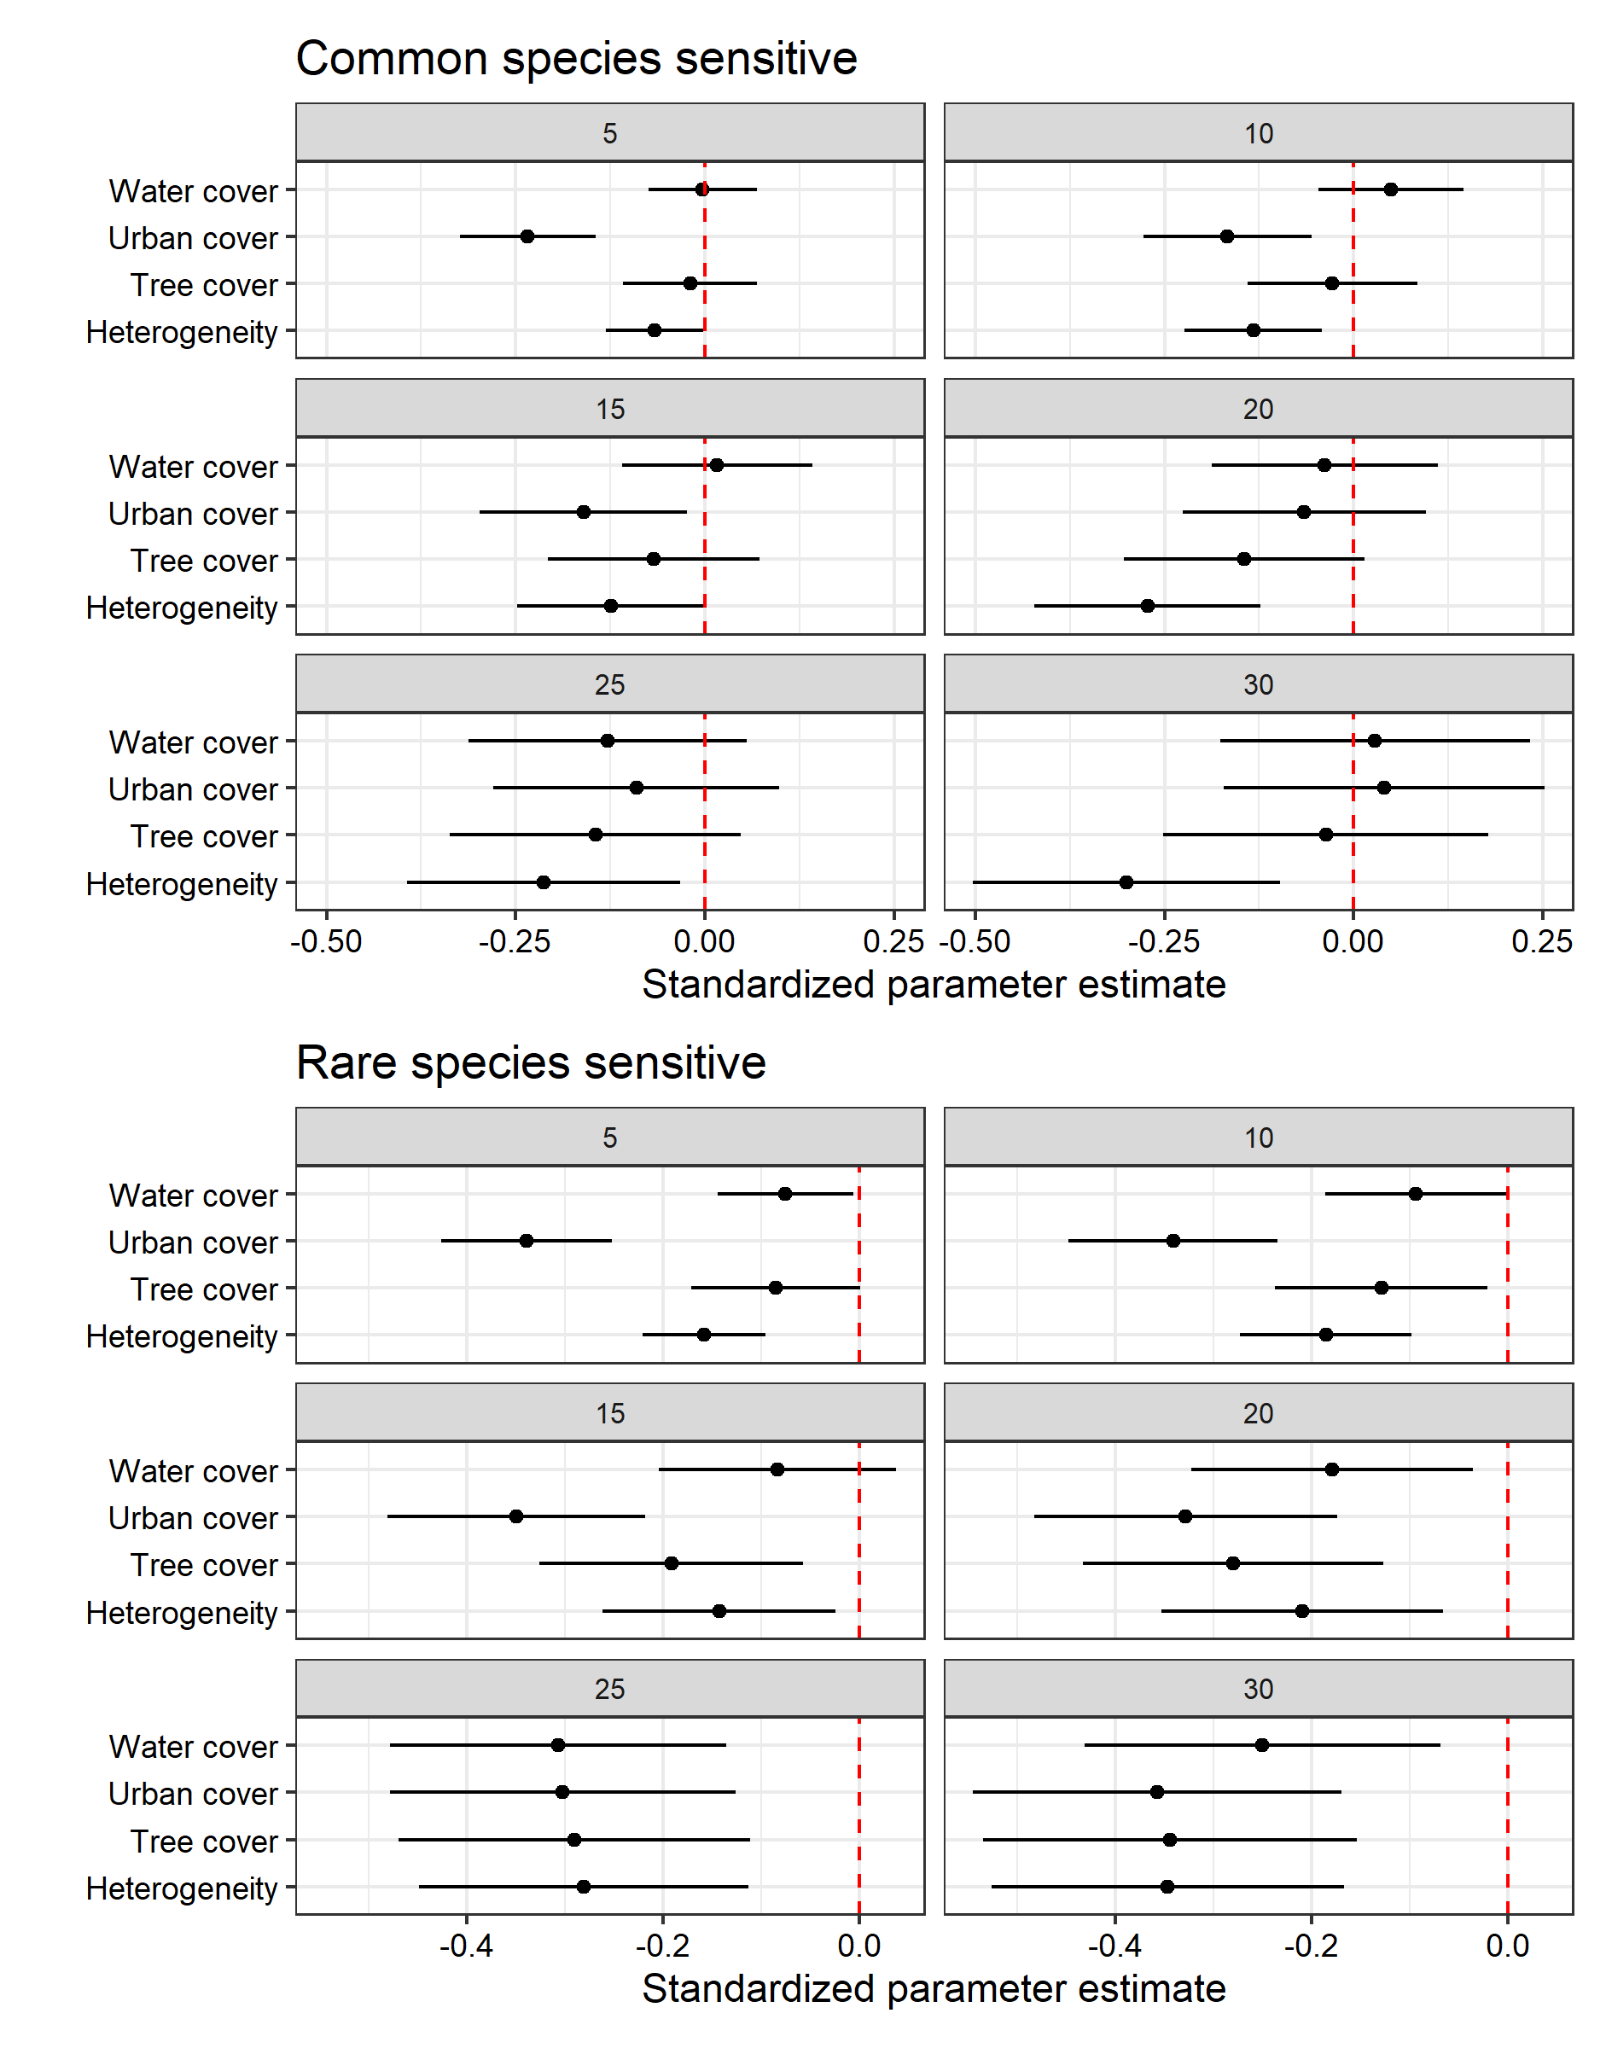 Common species sensitive
5 10
Water cover
Urban cover
Tree cover
Heterogeneity
15 20
Water cover
Urban cover
Tree cover
Heterogeneity
25 30
Water cover
Urban cover
Tree cover
Heterogeneity
-0.50 -0.25 0.00 0.25 -0.50 -0.25 0.00 0.25
Standardized parameter estimate
Rare species sensitive
5 10
Water cover
Urban cover
Tree cover
Heterogeneity
15 20
Water cover
Urban cover
Tree cover
Heterogeneity
25 30
Water cover
Urban cover
Tree cover
Heterogeneity
-0.4 -0.2 0.0 -0.4 -0.2 0.0
Standardized parameter estimate